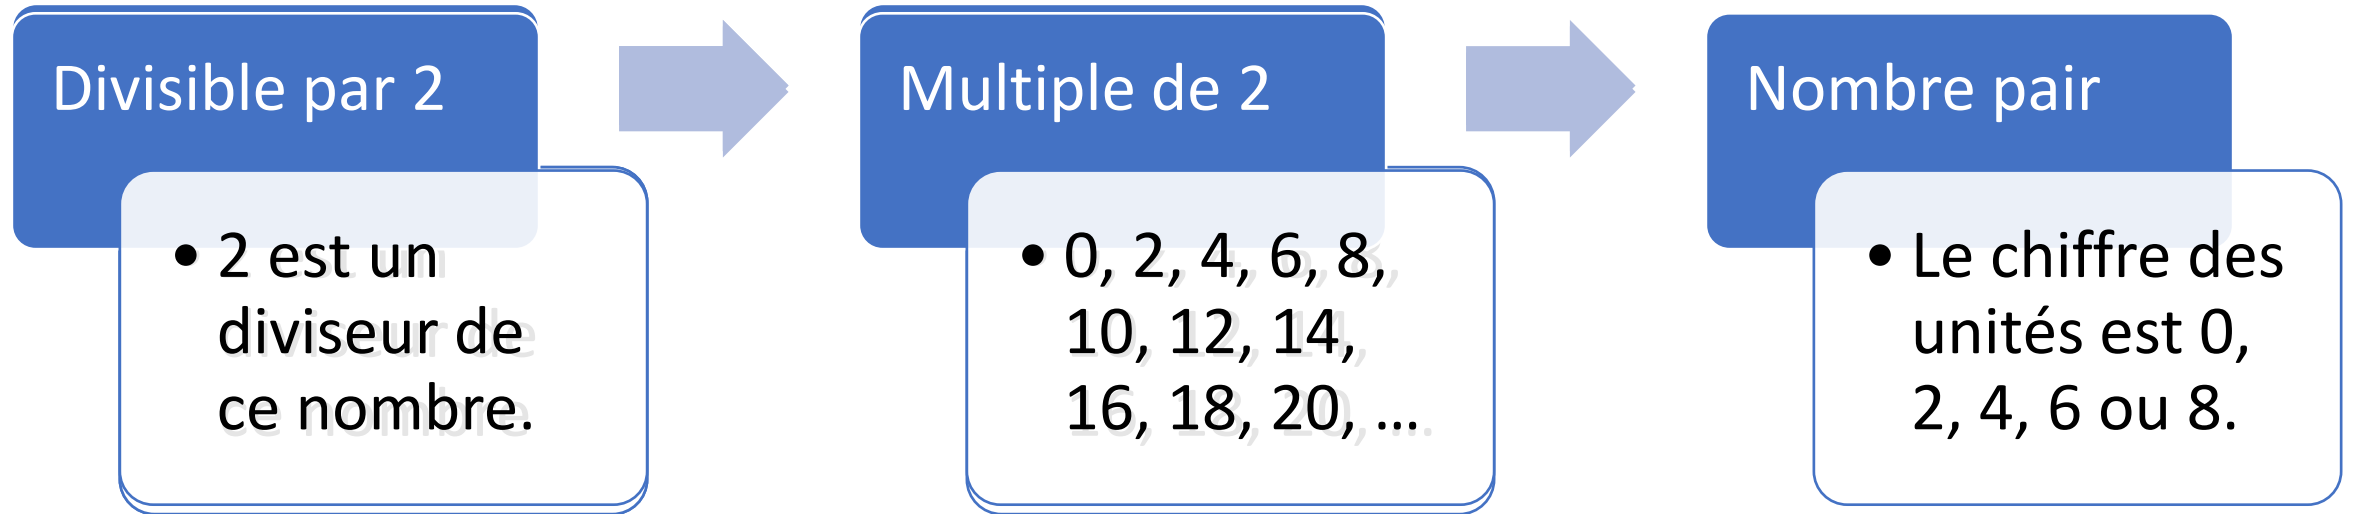 Divisible par 2
• 2 est un
diviseur de
ce nombre.
Multiple de 2
• 0, 2, 4, 6, 8,
10, 12, 14,
16, 18, 20, ...
Nombre pair
• Le chiffre des
unités est 0,
2, 4, 6 ou 8.